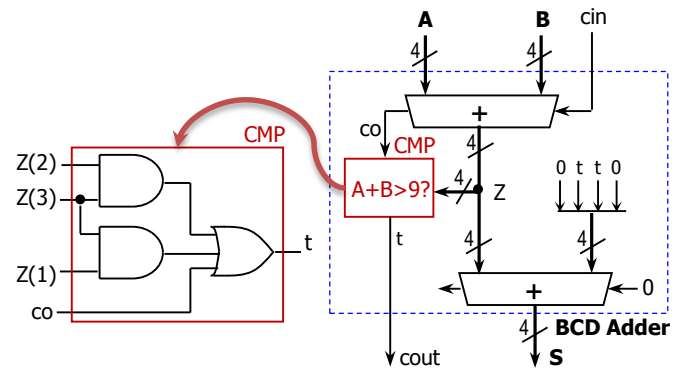 A B cin
4 4
+
co
CMP
4
A+B>9?
4
Z
0 t t 0
t
4
4
+
0
4
BCD Adder
cout
S
CMP
Z(2)
Z(3)
t
Z(1)
co